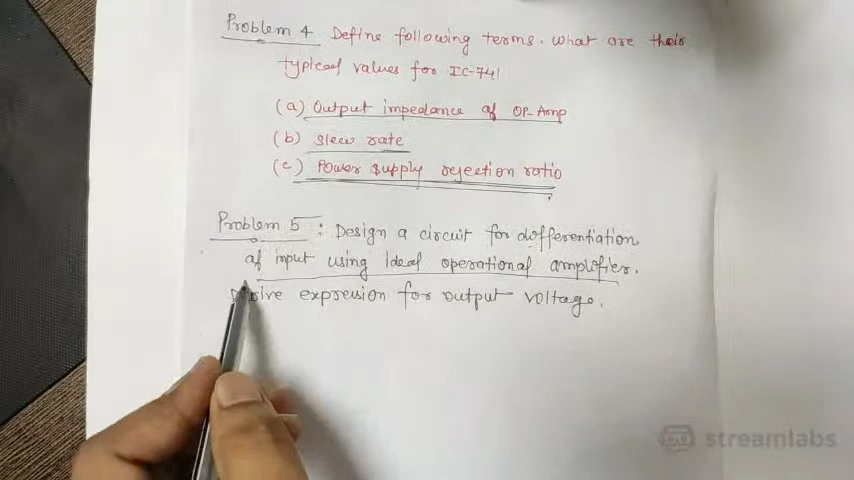 Problem 4 Define following terms. What are their
typical values for IC-741
(a) Output impedance of OP-Amp
(b) Slew rate
(c) Power supply rejection ratio
Problem 5 : Design a circuit for differentiation
of input using ideal operational amplifier.
Derive expression for output voltage.
streamlabs